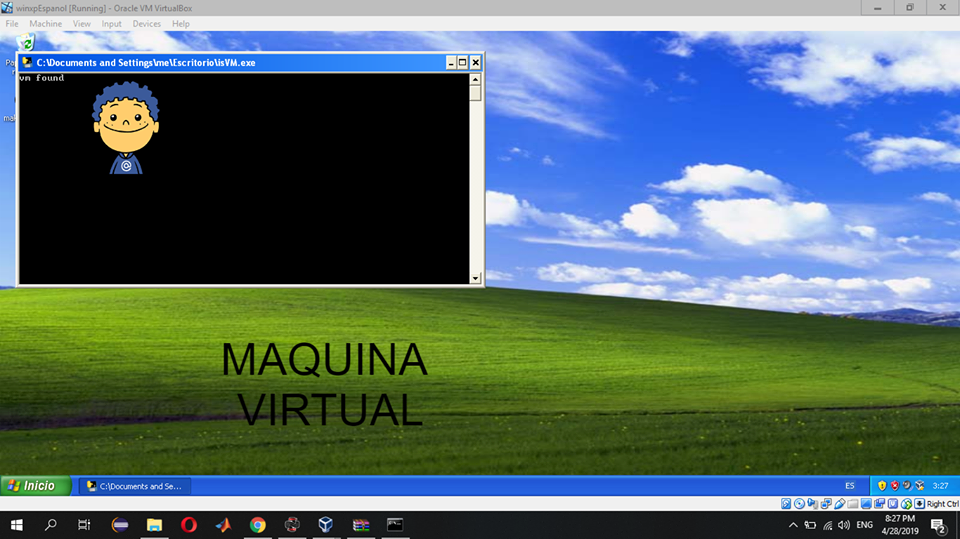 winxpEspanol [Running] - Oracle VM VirtualBox
File Machine View Input Devices Help
C:\Documents and Settings\me\Escritorio\isVM.exe
vm found
@
MAQUINA
VIRTUAL
Inicio
C:\Documents and Se...
ES
3:27
Right Ctrl
ENG
8:27 PM
4/28/2019
2